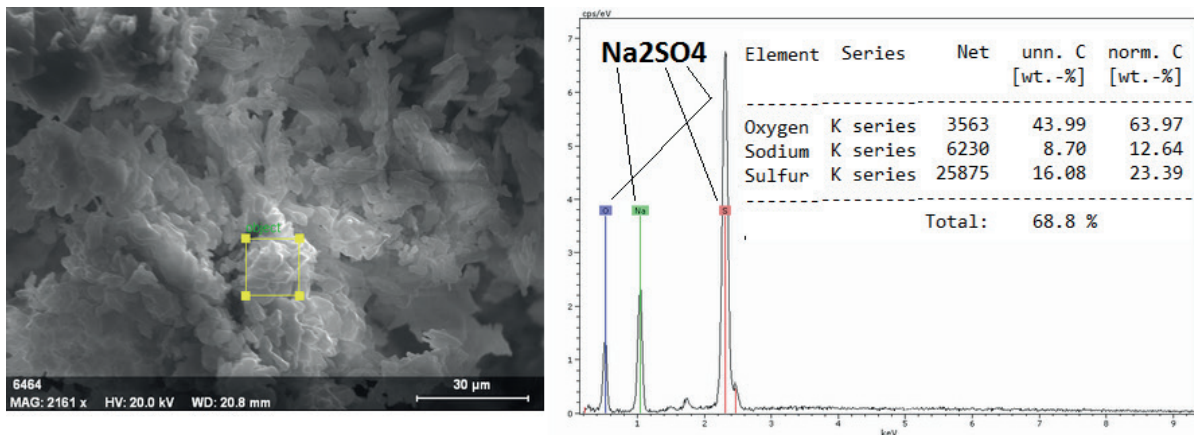 object
6464
MAG: 2161 x HV: 20.0 kV WD: 20.8 mm
30 µm
cps/eV
Na2SO4
Element Series Net unn. C norm. C
[wt.-%] [wt.-%]
Oxygen K series 3563 43.99 63.97
Sodium K series 6230 8.70 12.64
Sulfur K series 25875 16.08 23.39
Total: 68.8 %
7
6
5
4
3
2
1
0
O Na S
1 2 3 4 5 6 7 8 9
keV